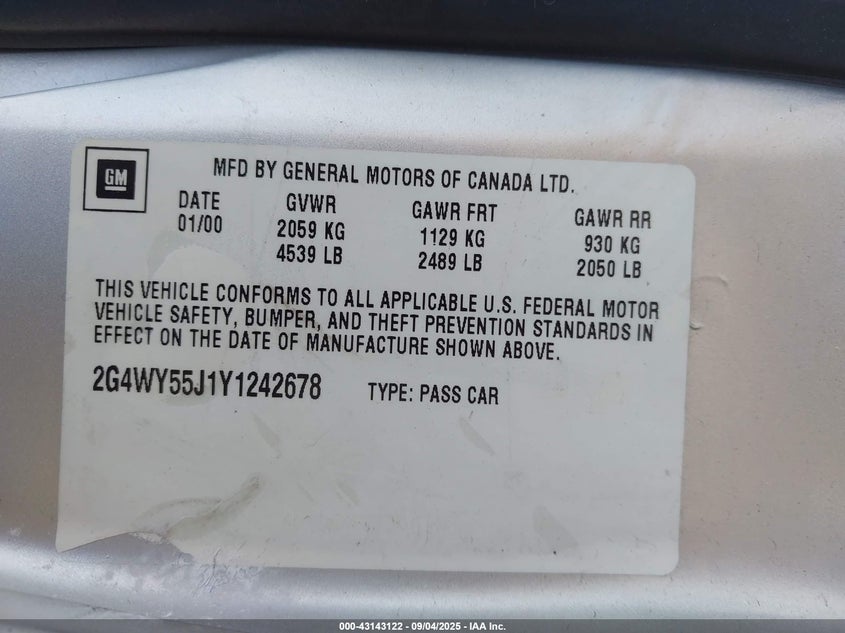 GM
MFD BY GENERAL MOTORS OF CANADA LTD.
DATE GVWR GAWR FRT GAWR RR
01/00 2059 KG 1129 KG 930 KG
4539 LB 2489 LB 2050 LB
THIS VEHICLE CONFORMS TO ALL APPLICABLE U.S. FEDERAL MOTOR
VEHICLE SAFETY, BUMPER, AND THEFT PREVENTION STANDARDS IN
EFFECT ON THE DATE OF MANUFACTURE SHOWN ABOVE.
2G4WY55J1Y1242678 TYPE: PASS CAR
000-43143122 - 09/04/2025 - IAA Inc.